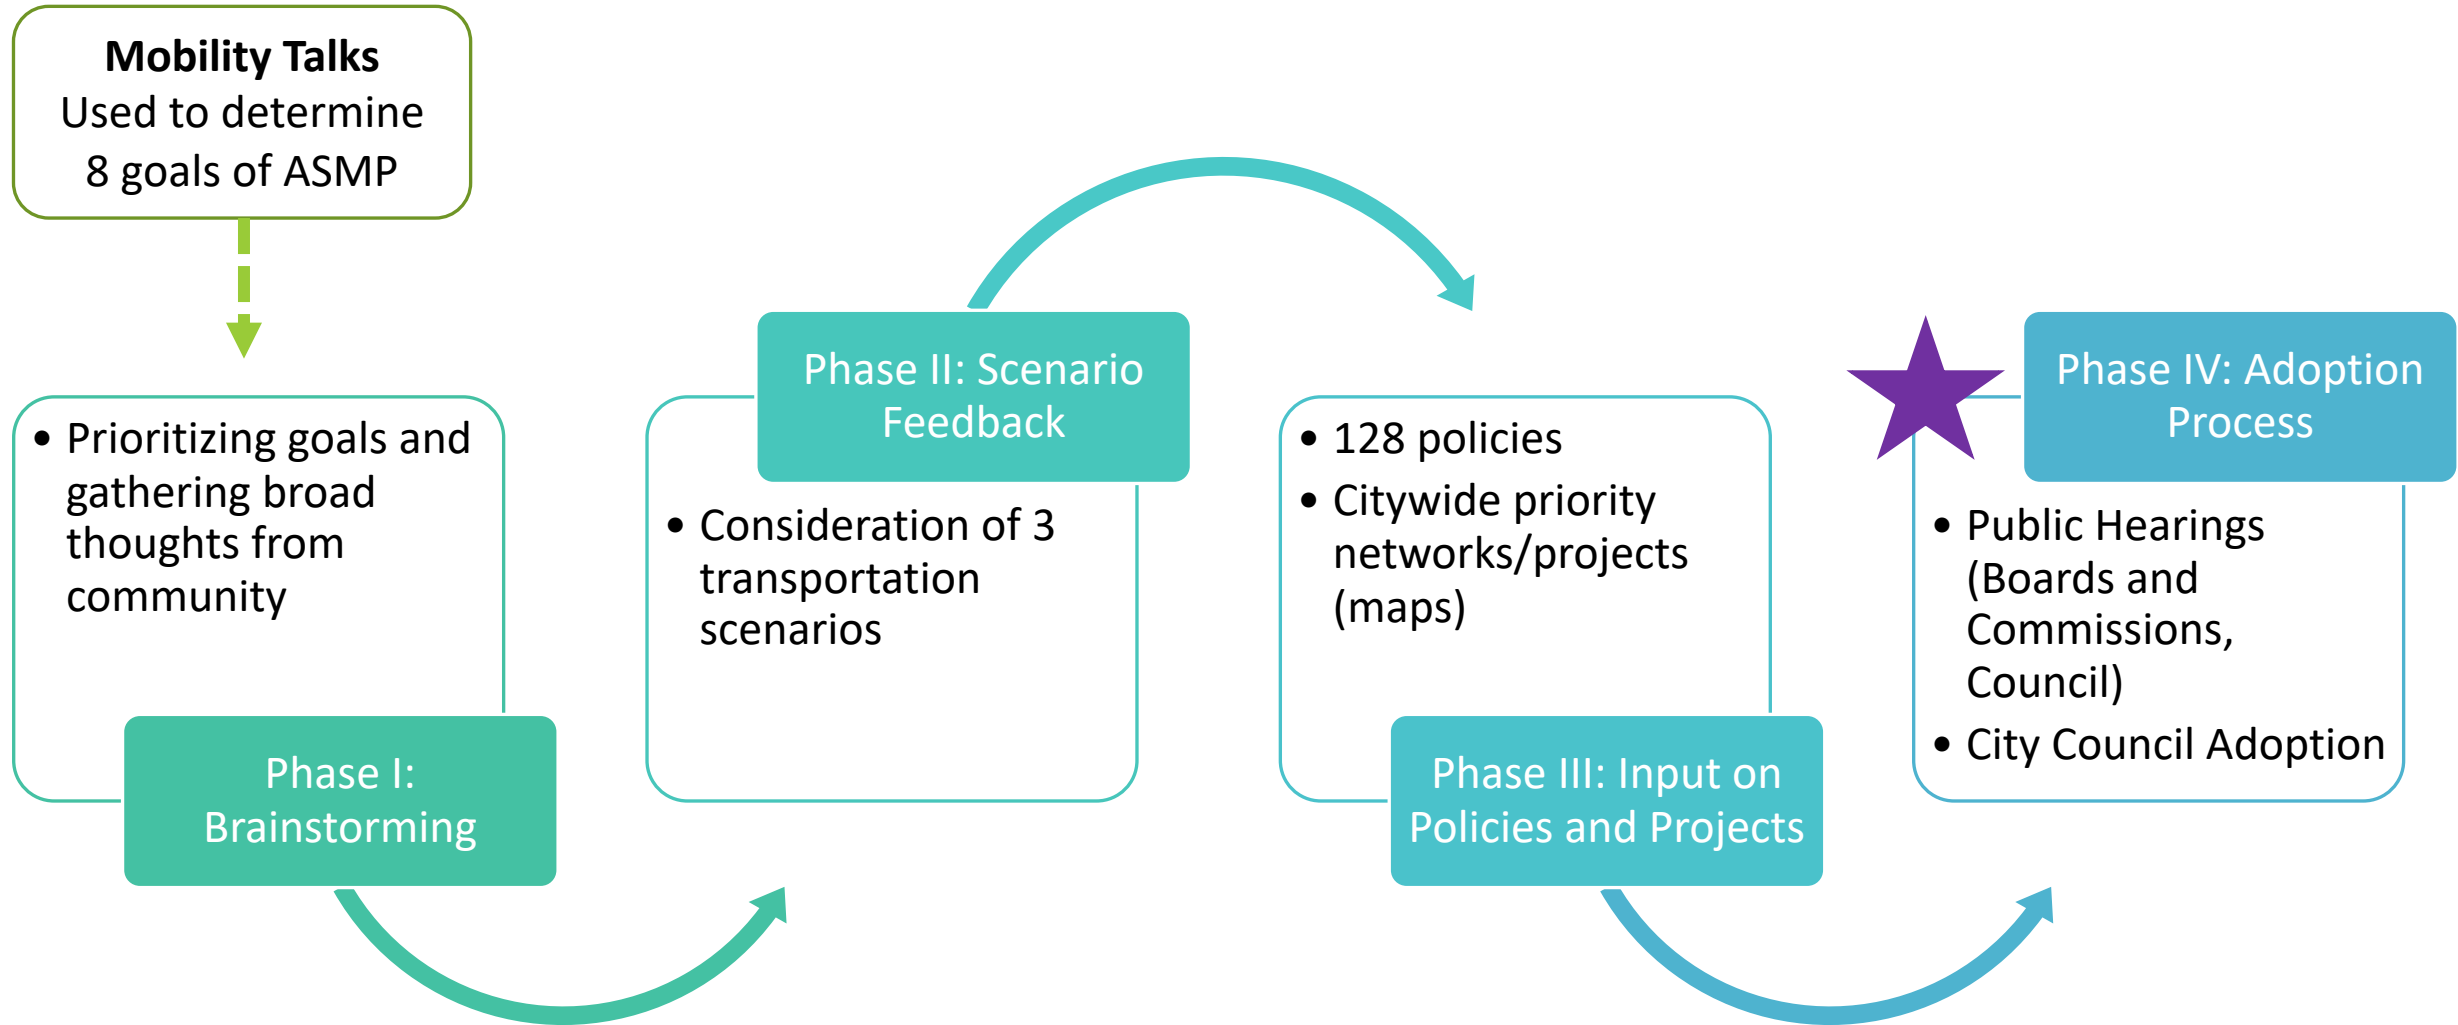 Mobility Talks
Used to determine
8 goals of ASMP
• Prioritizing goals and
gathering broad
thoughts from
community
Phase I:
Brainstorming
Phase II: Scenario
Feedback
• Consideration of 3
transportation
scenarios
• 128 policies
• Citywide priority
networks/projects
(maps)
Phase III: Input on
Policies and Projects
Phase IV: Adoption
Process
• Public Hearings
(Boards and
Commissions,
Council)
• City Council Adoption